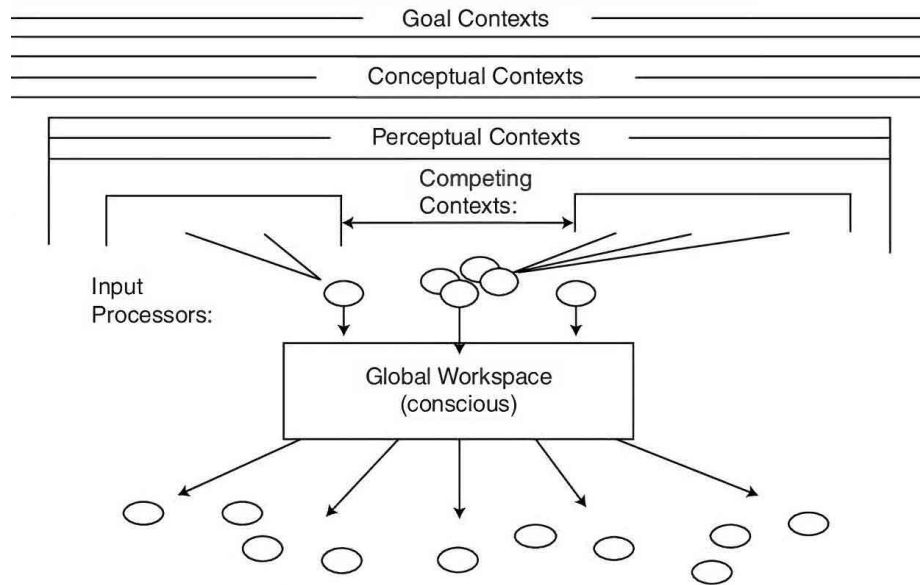 Goal Contexts
Conceptual Contexts
Perceptual Contexts
Competing
Contexts:
Input
Processors:
Global Workspace
(conscious)